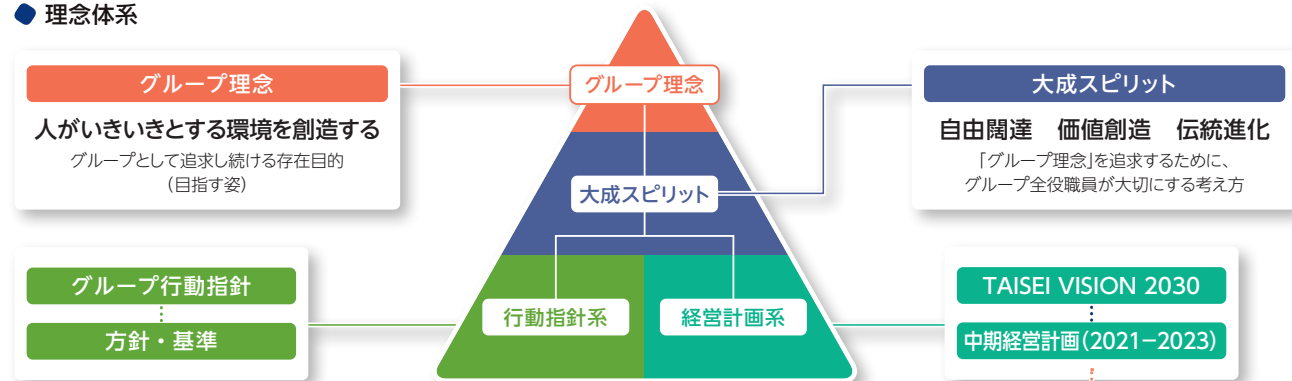 理念体系
グループ理念
人がいきいきとする環境を創造する
グループとして追求し続ける存在目的
（目指す姿）
グループ理念
大成スピリット
行動指針系
経営計画系
大成スピリット
自由闊達　価値創造　伝統進化
「グループ理念」を追求するために、
グループ全役職員が大切にする考え方
グループ行動指針
方針・基準
TAISEI VISION 2030
中期経営計画（2021－2023）